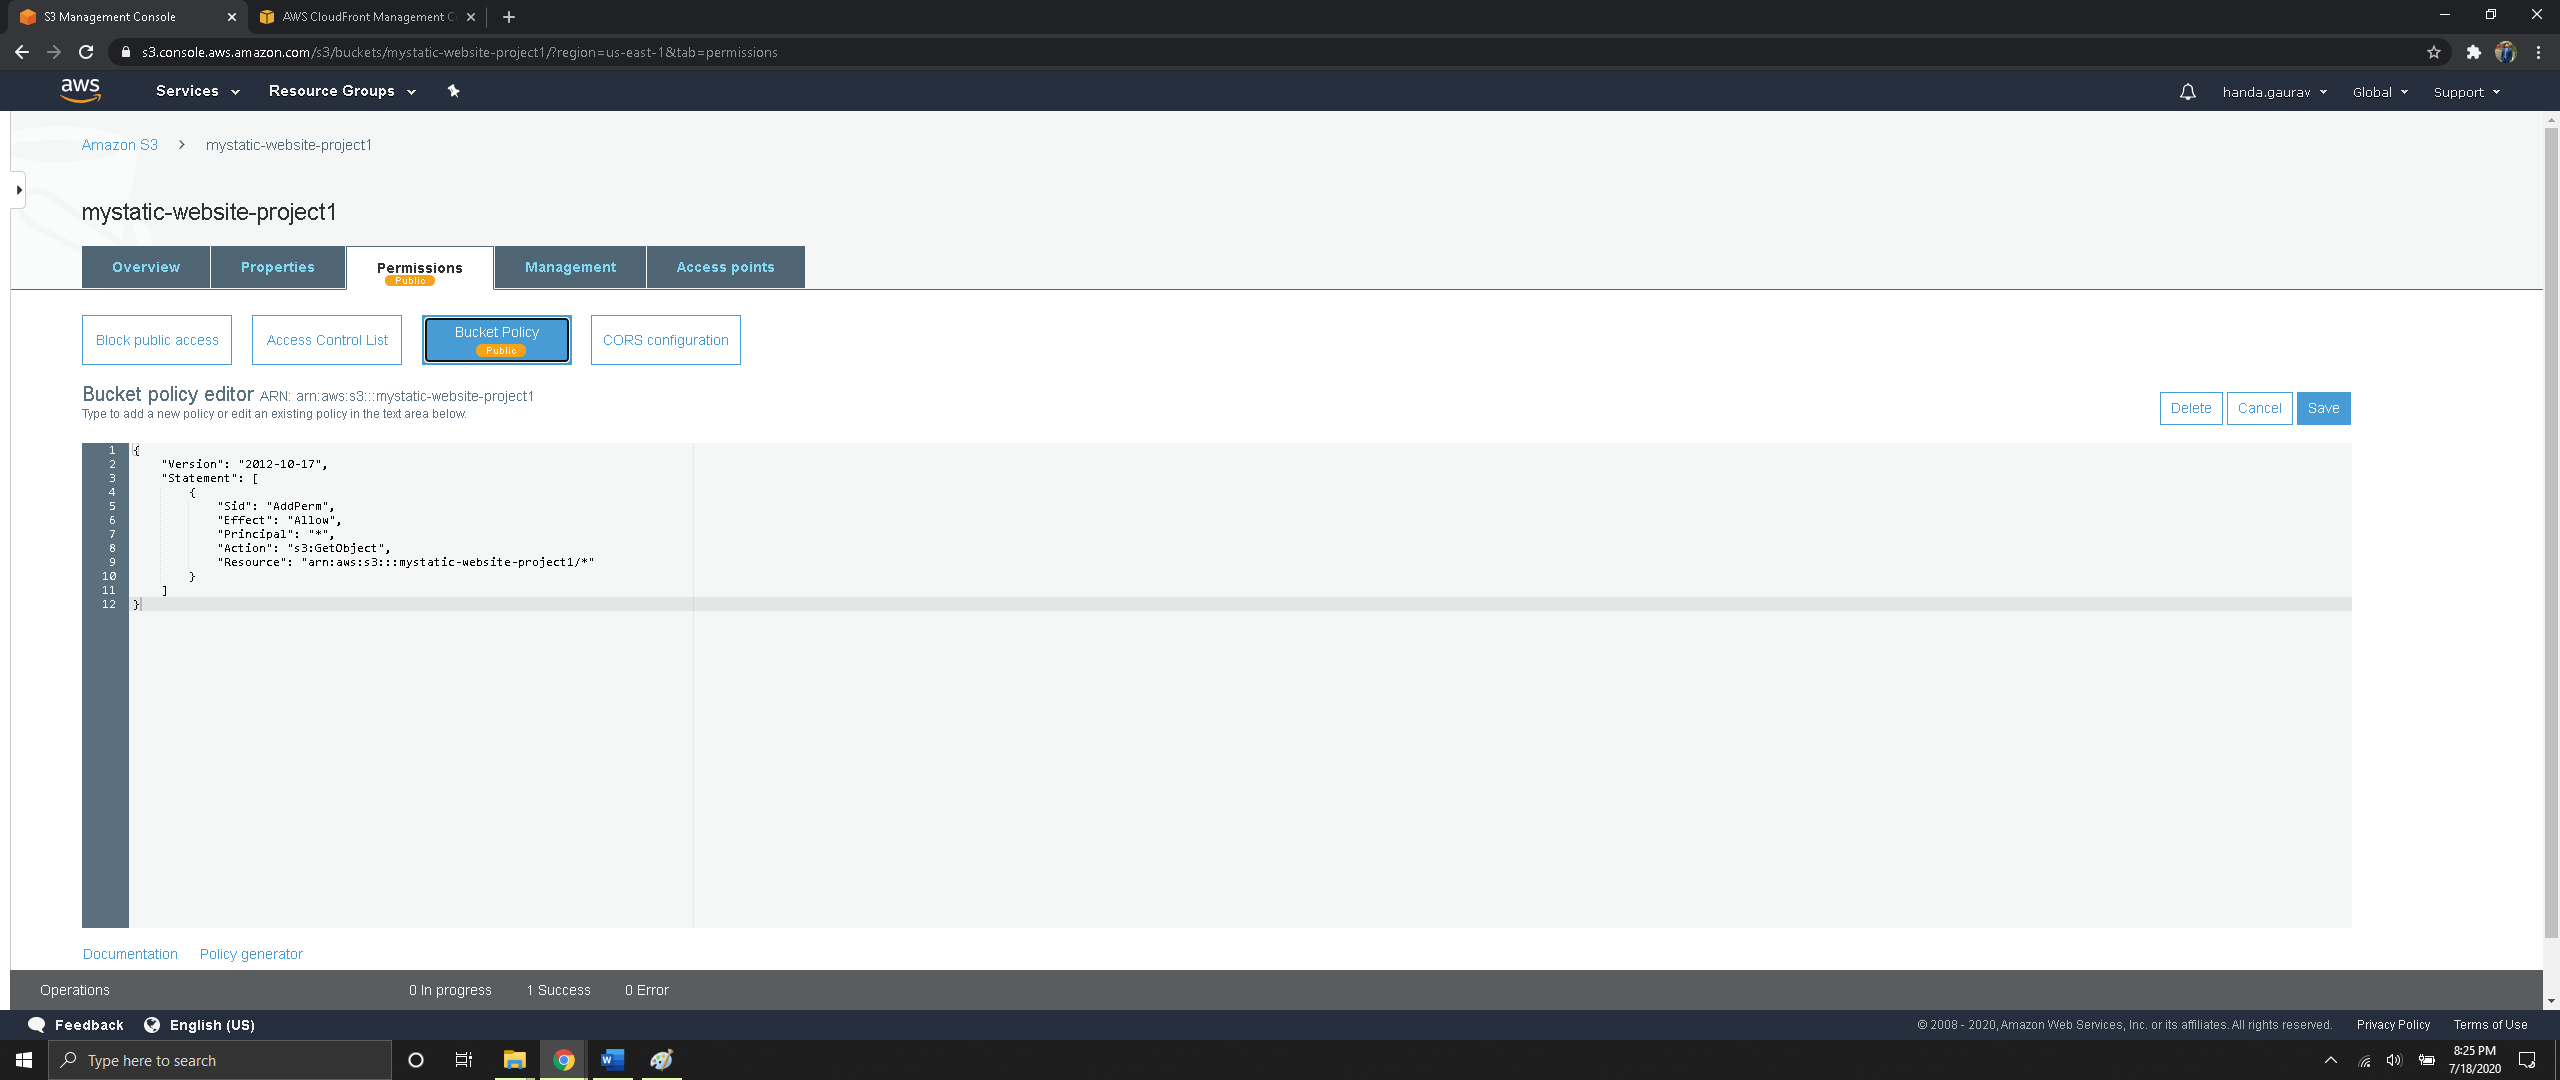 S3 Management Console
AWS CloudFront Management C
s3.console.aws.amazon.com/s3/buckets/mystatic-website-project1/?region=us-east-1&tab=permissions
aws
Services
Resource Groups
handa.gaurav
Global
Support
Amazon S3 > mystatic-website-project1
mystatic-website-project1
Overview
Properties
Permissions
Public
Management
Access points
Block public access
Access Control List
Bucket Policy
Public
CORS configuration
Bucket policy editor ARN: arn:aws:s3:::mystatic-website-project1
Type to add a new policy or edit an existing policy in the text area below.
Delete
Cancel
Save
1 {
2 "Version": "2012-10-17",
3 "Statement": [
4 {
5 "Sid": "AddPerm",
6 "Effect": "Allow",
7 "Principal": "*",
8 "Action": "s3:GetObject",
9 "Resource": "arn:aws:s3:::mystatic-website-project1/*"
10 }
11 ]
12 }
Documentation
Policy generator
Operations
0 In progress
1 Success
0 Error
Feedback
English (US)
© 2008 - 2020, Amazon Web Services, Inc. or its affiliates. All rights reserved.
Privacy Policy
Terms of Use
Type here to search
8:25 PM
7/18/2020